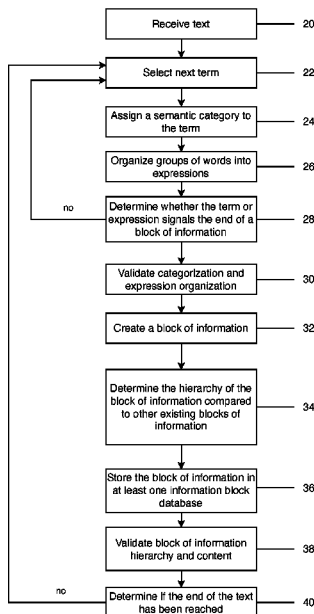 Receive text
20
Select next term
22
Assign a semantic category to
the term
24
Organize groups of words into
expressions
26
no
Determine whether the term or
expression signals the end of a
block of information
28
Validate categorization and
expression organization
30
Create a block of information
32
Determine the hierarchy of the
block of information compared
to other existing blocks of
information
34
Store the block of information in
at least one information block
database
36
Validate block of information
hierarchy and content
38
no
Determine if the end of the text
has been reached
40